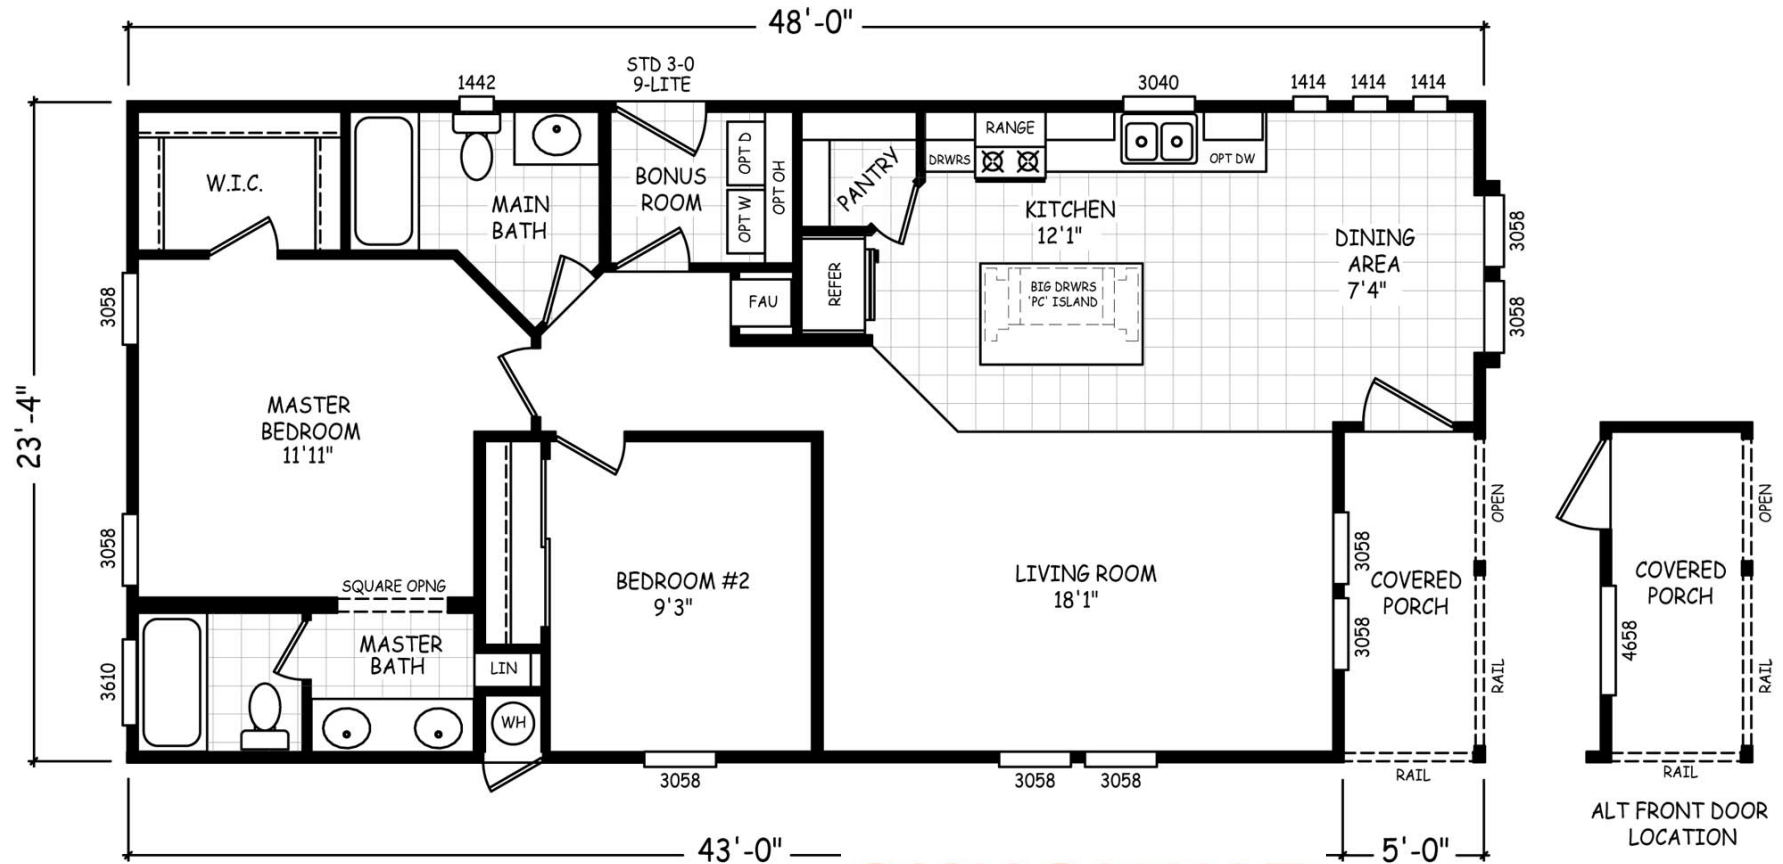 48'-0"
STD 3-0
9-LITE
1442
3040
1414
1414
1414
W.I.C.
MAIN
BATH
BONUS
ROOM
OPT D
OPT W
OPT OH
PANTRY
DRWRS
RANGE
OPT DW
KITCHEN
12'1"
DINING
AREA
7'4"
3058
3058
3058
FAU
REFER
BIG DRWRS
'PC' ISLAND
23'-4"
MASTER
BEDROOM
11'11"
3058
SQUARE OPNG
BEDROOM #2
9'3"
LIVING ROOM
18'1"
3058
3058
COVERED
PORCH
OPEN
RAIL
COVERED
PORCH
OPEN
RAIL
4658
3610
MASTER
BATH
LIN
WH
3058
3058
3058
RAIL
RAIL
ALT FRONT DOOR
LOCATION
43'-0"
5'-0"